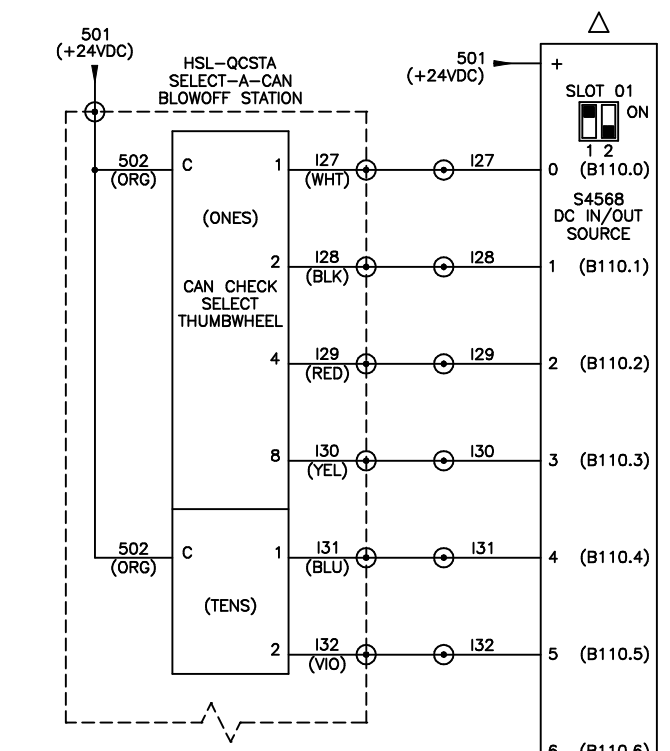 501
(+24VDC)
HSL-QCSTA
SELECT-A-CAN
BLOWOFF STATION
501
(+24VDC)
+
SLOT 01
ON
1 2
502
(ORG)
C
1
I27
(WHT)
I27
0 (B110.0)
(ONES)
S4568
DC IN/OUT
SOURCE
2
I28
(BLK)
I28
1 (B110.1)
CAN CHECK
SELECT
THUMBWHEEL
4
I29
(RED)
I29
2 (B110.2)
8
I30
(YEL)
I30
3 (B110.3)
502
(ORG)
C
1
I31
(BLU)
I31
4 (B110.4)
(TENS)
2
I32
(VIO)
I32
5 (B110.5)
6 (B110.6)